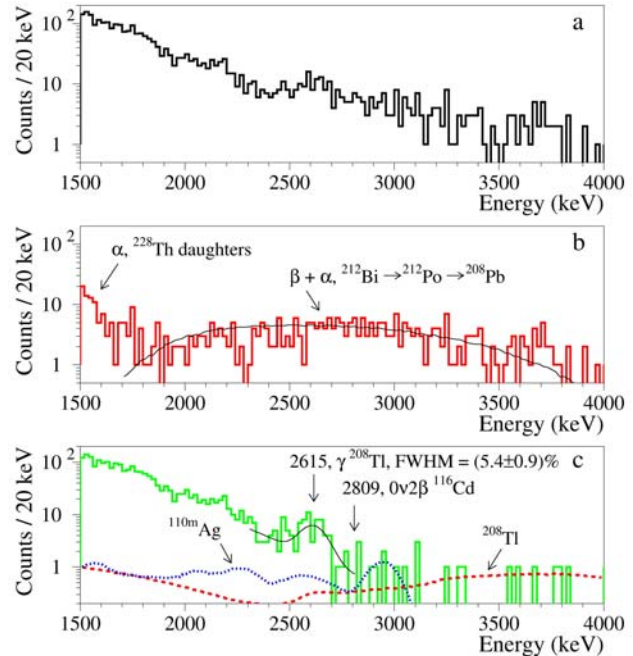 a
Counts / 20 keV
10²
10
1
1500 2000 2500 3000 3500 4000
Energy (keV)
b
Counts / 20 keV
10²
10
1
α, ²²⁸Th daughters
β + α, ²¹²Bi → ²¹²Po → ²⁰⁸Pb
1500 2000 2500 3000 3500 4000
Energy (keV)
c
Counts / 20 keV
10²
10
1
2615, γ ²⁰⁸Tl, FWHM = (5.4±0.9)%
2809, 0ν2β ¹¹⁶Cd
¹¹⁰ᵐAg
²⁰⁸Tl
1500 2000 2500 3000 3500 4000
Energy (keV)